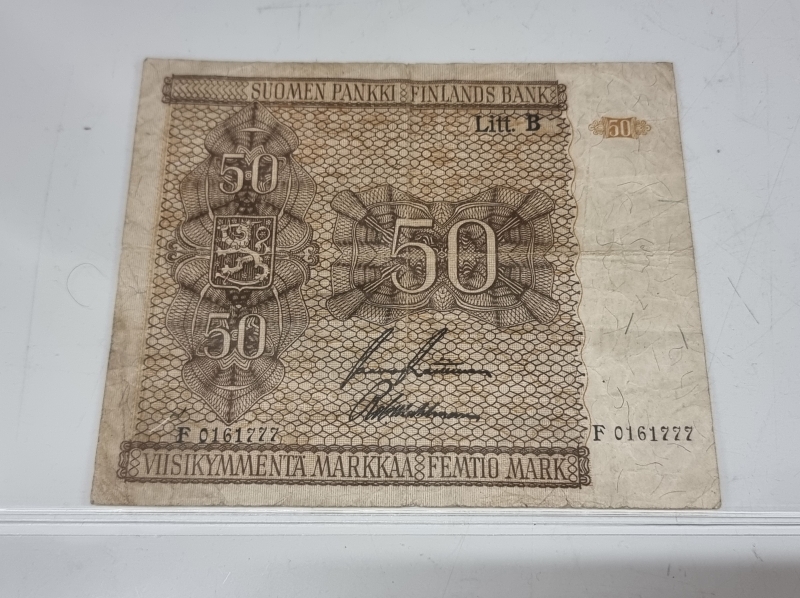 SUOMEN PANKKI FINLANDS BANK
Litt. B
50
50
50
50
F 0161777
F 0161777
VIISIKYMMENTÄ MARKKAA FEMTIO MARK